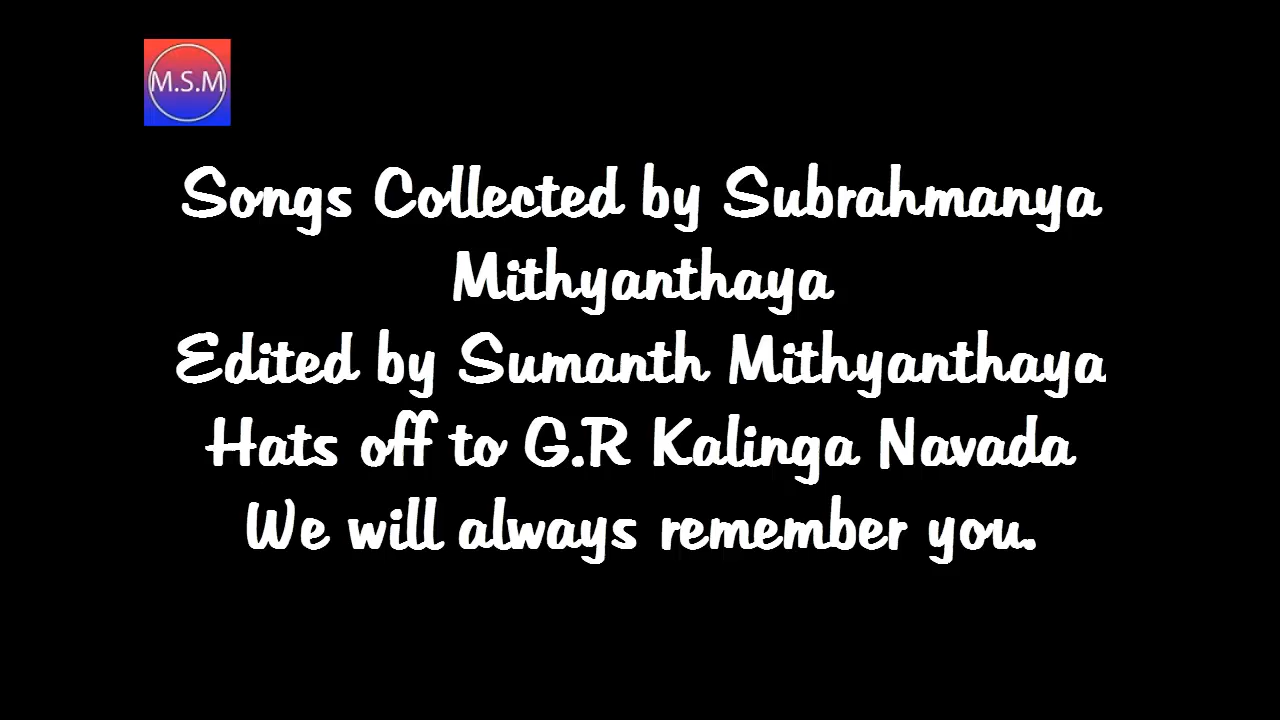 M.S.M
Songs Collected by Subrahmanya
Mithyanthaya
Edited by Sumanth Mithyanthaya
Hats off to G.R Kalinga Navada
We will always remember you.